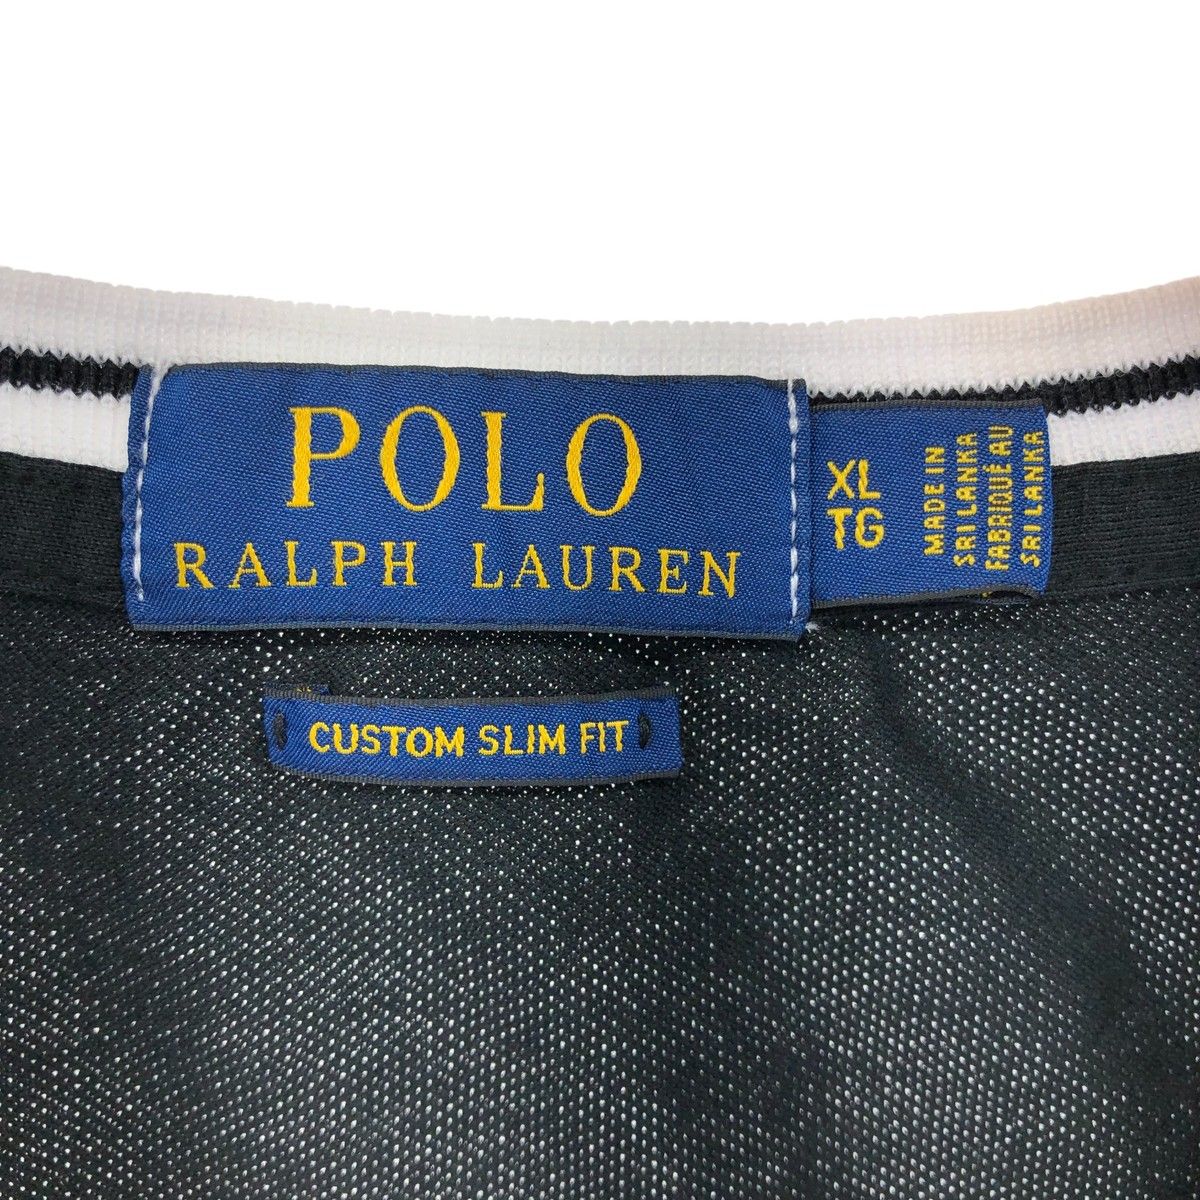 POLO
RALPH LAUREN
XL
TG
MADE IN
SRI LANKA
FABRIQUÉ AU
SRI LANKA
CUSTOM SLIM FIT